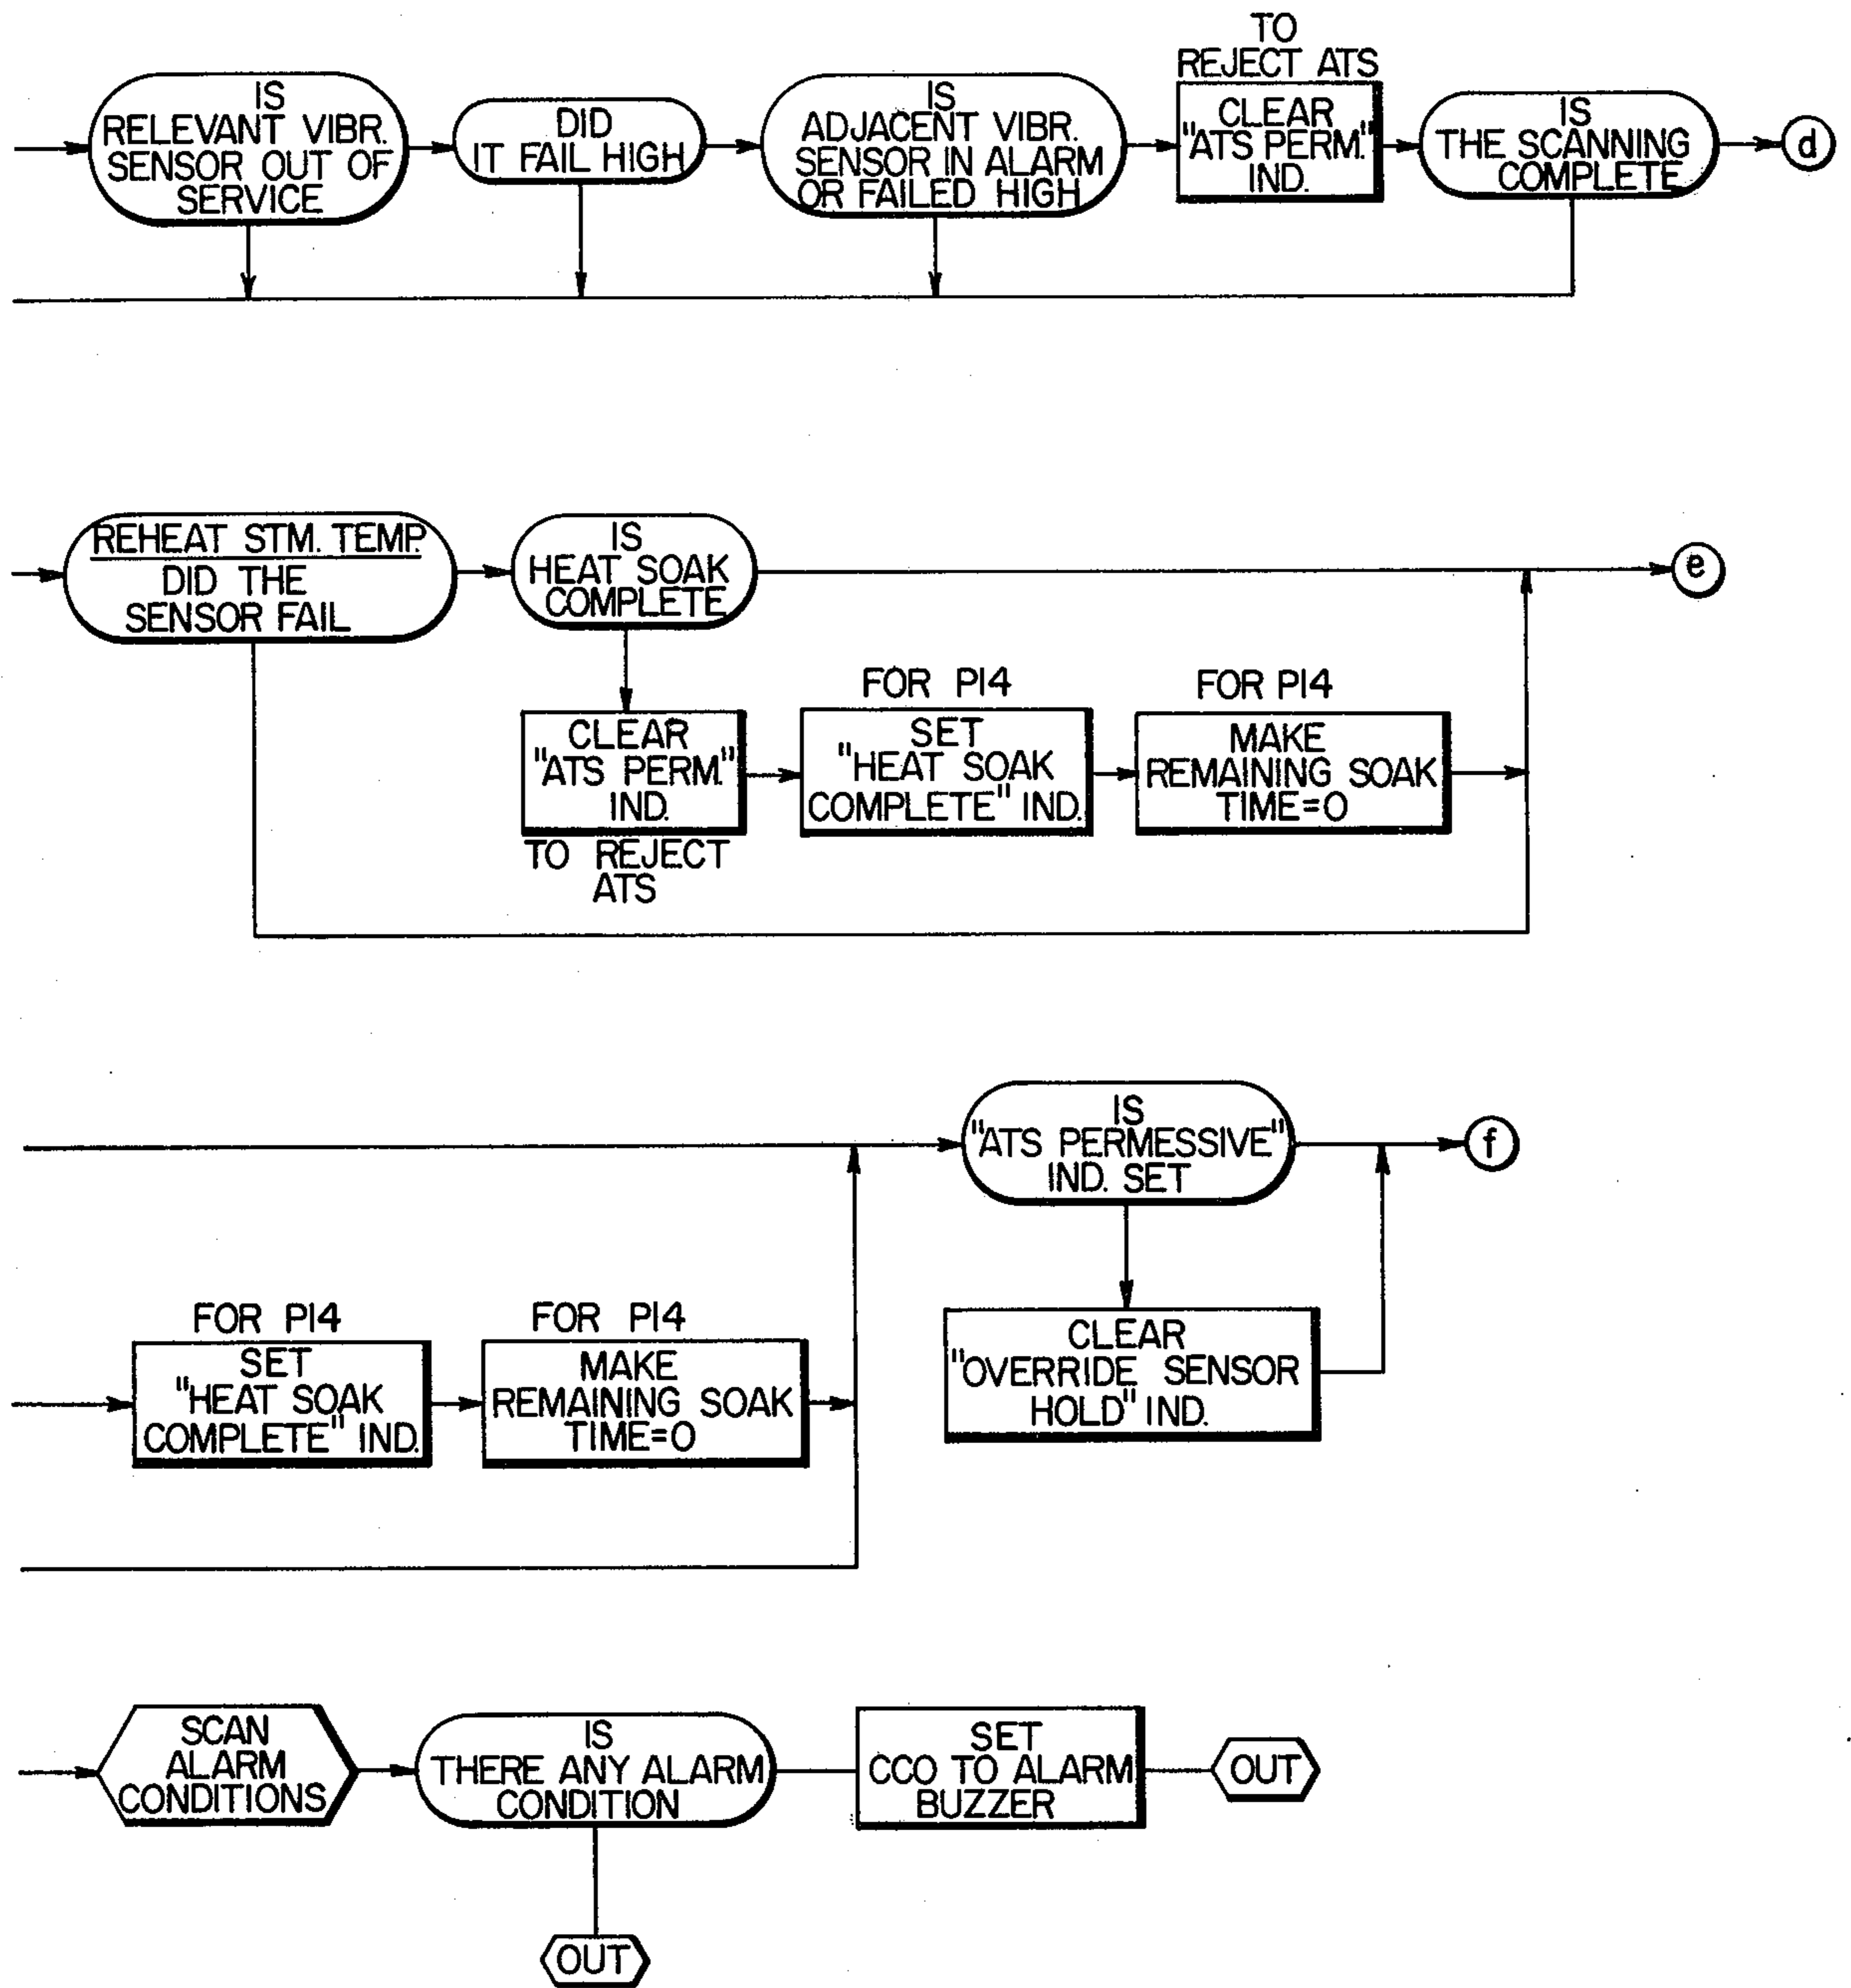 IS
RELEVANT VIBR.
SENSOR OUT OF
SERVICE
DID
IT FAIL HIGH
IS
ADJACENT VIBR.
SENSOR IN ALARM
OR FAILED HIGH
TO
REJECT ATS
CLEAR
"ATS PERM."
IND.
IS
THE SCANNING
COMPLETE
d
REHEAT STM. TEMP.
DID THE
SENSOR FAIL
IS
HEAT SOAK
COMPLETE
e
CLEAR
"ATS PERM."
IND.
TO REJECT
ATS
FOR P14
SET
"HEAT SOAK
COMPLETE" IND.
FOR P14
MAKE
REMAINING SOAK
TIME=0
IS
"ATS PERMESSIVE"
IND. SET
f
FOR P14
SET
"HEAT SOAK
COMPLETE" IND.
FOR P14
MAKE
REMAINING SOAK
TIME=0
CLEAR
"OVERRIDE SENSOR
HOLD" IND.
SCAN
ALARM
CONDITIONS
IS
THERE ANY ALARM
CONDITION
SET
CCO TO ALARM
BUZZER
OUT
OUT